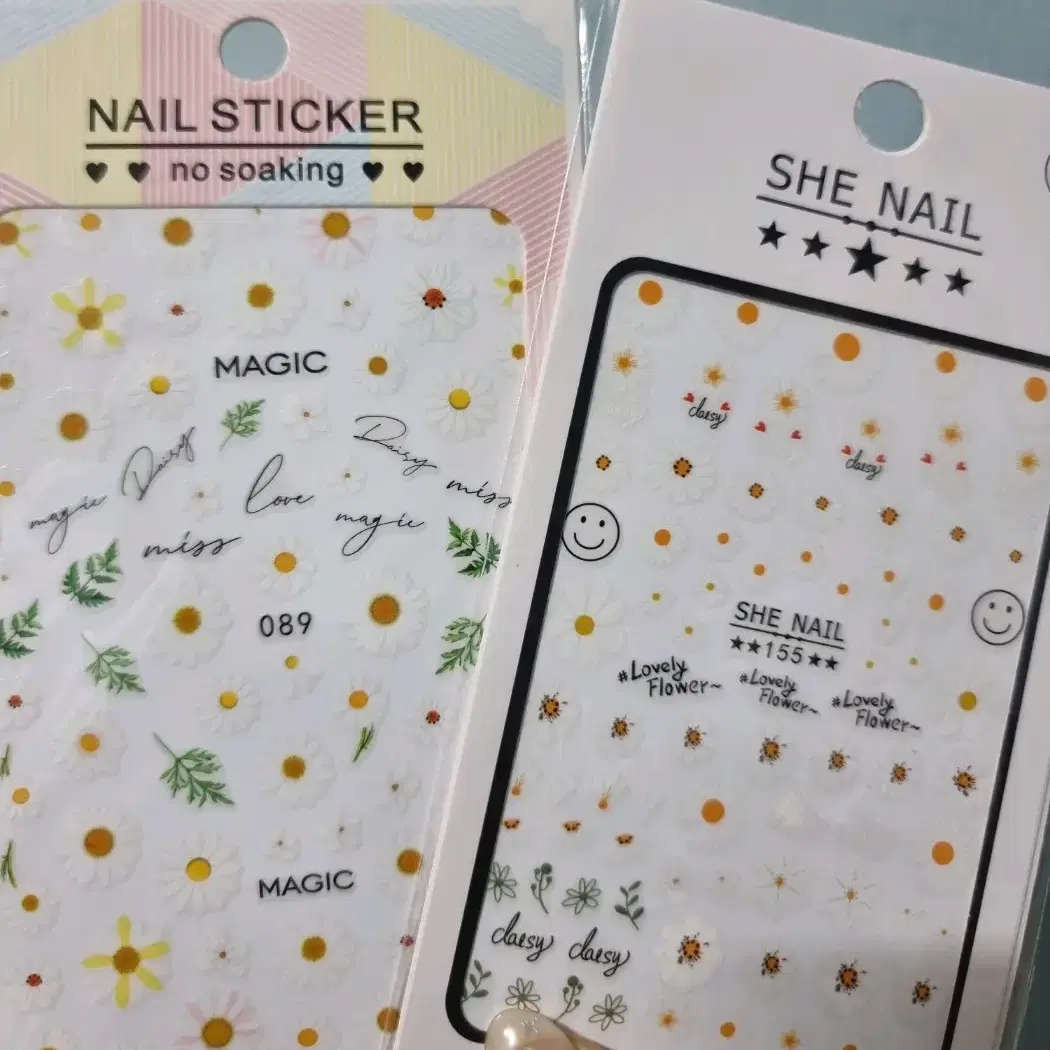 NAIL STICKER
♥ ♥ no soaking ♥ ♥
MAGIC
Daisy
Daisy
magic
love
miss
magic
miss
089
MAGIC
SHE NAIL
★★★★★
daisy
daisy
SHE NAIL
★★155★★
#Lovely
Flower~
#Lovely
Flower~
#Lovely
Flower~
daisy daisy